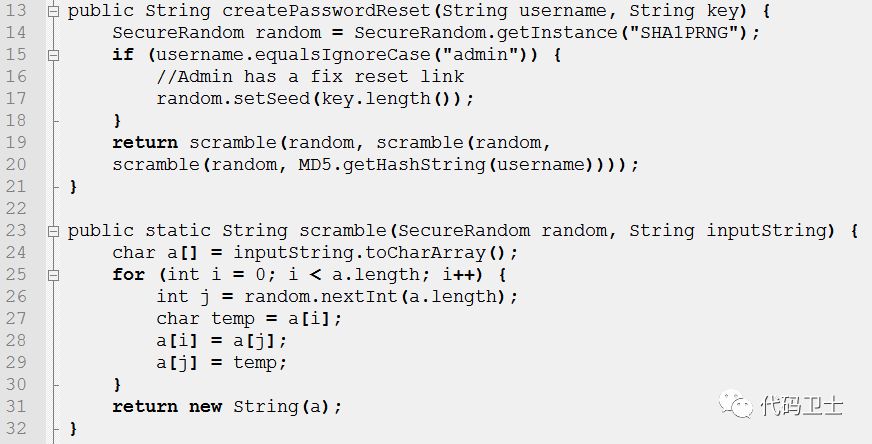 13 public String createPasswordReset(String username, String key) {
14     SecureRandom random = SecureRandom.getInstance("SHA1PRNG");
15     if (username.equalsIgnoreCase("admin")) {
16         //Admin has a fix reset link
17         random.setSeed(key.length());
18     }
19     return scramble(random, scramble(random,
20     scramble(random, MD5.getHashString(username))));
21 }
22
23 public static String scramble(SecureRandom random, String inputString) {
24     char a[] = inputString.toCharArray();
25     for (int i = 0; i < a.length; i++) {
26         int j = random.nextInt(a.length);
27         char temp = a[i];
28         a[i] = a[j];
29         a[j] = temp;
30     }
31     return new String(a);
32 }
代码卫士